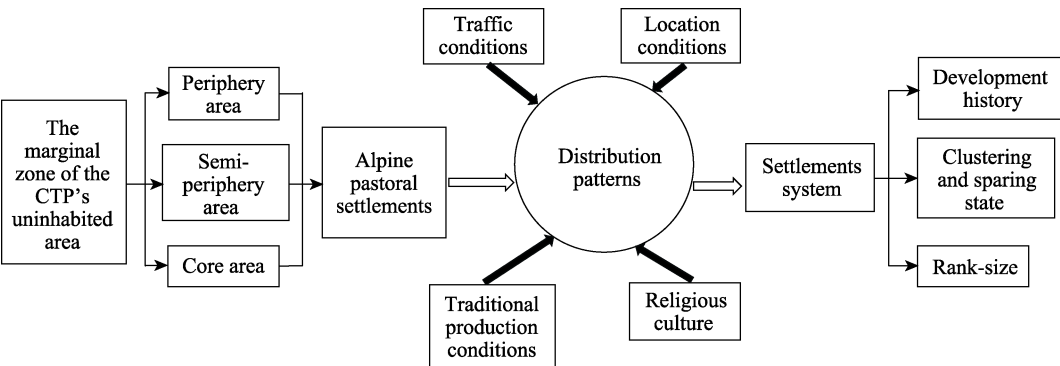 The
marginal
zone of the
CTP's
uninhabited
area
Periphery
area
Semi-
periphery
area
Core area
Alpine
pastoral
settlements
Traffic
conditions
Location
conditions
Distribution
patterns
Traditional
production
conditions
Religious
culture
Settlements
system
Development
history
Clustering
and sparing
state
Rank-size